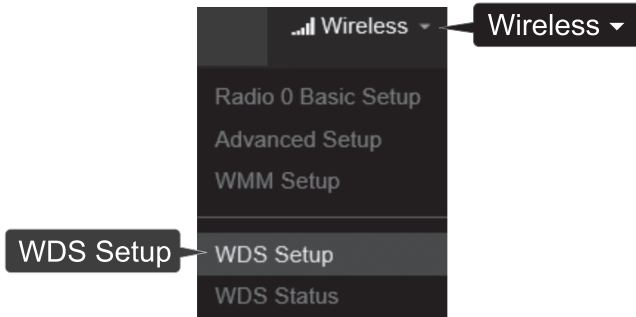 Wireless
Wireless
Radio 0 Basic Setup
Advanced Setup
WMM Setup
WDS Setup
WDS Setup
WDS Status